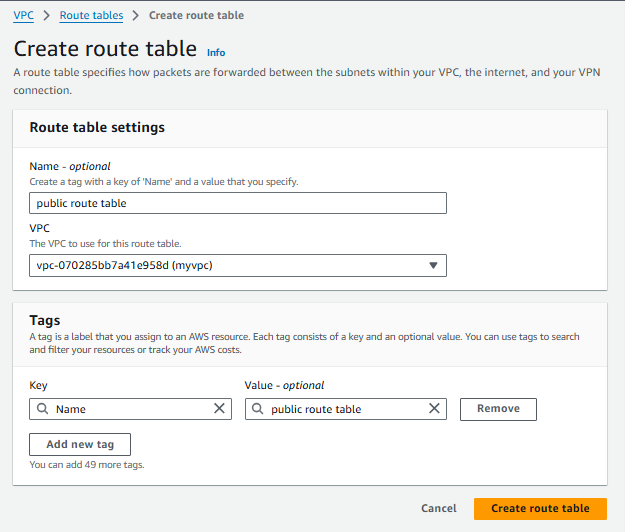 VPC > Route tables > Create route table
Create route table Info
A route table specifies how packets are forwarded between the subnets within your VPC, the internet, and your VPN
connection.
Route table settings
Name - optional
Create a tag with a key of 'Name' and a value that you specify.
public route table
VPC
The VPC to use for this route table.
vpc-070285bb7a41e958d (myvpc)
Tags
A tag is a label that you assign to an AWS resource. Each tag consists of a key and an optional value. You can use tags to search
and filter your resources or track your AWS costs.
Key Value - optional
Name public route table Remove
Add new tag
You can add 49 more tags.
Cancel Create route table